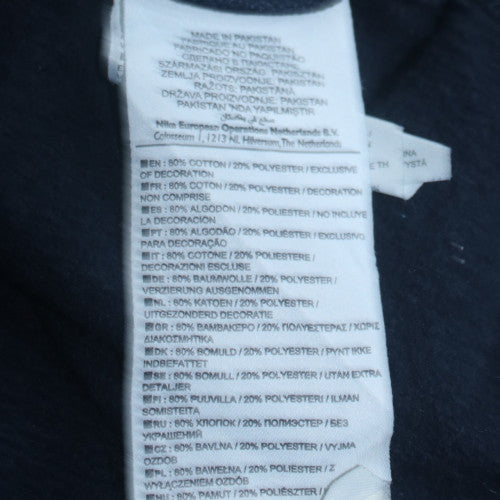 MADE IN PAKISTAN
FABRIQUE AU PAKISTAN
FABRICADO NO PAQUISTÃO
СДЕЛАНО В ПАКИСТАНЕ
SZÁRMAZÁSI ORSZÁG: PAKISZTÁN
ZEMLJA PROIZVODNJE: PAKISTAN
RAŽOTS: PAKISTĀNA
DRŽAVA PROIZVODNJE: PAKISTAN
PAKISTAN'NDA YAPILMIŞTIR
Nike European Operations Netherlands B.V.
Colosseum 1, 1213 NL Hilversum, The Netherlands
EN : 80% COTTON / 20% POLYESTER / EXCLUSIVE
OF DECORATION
FR : 80% COTON / 20% POLYESTER / DECORATION
NON COMPRISE
ES : 80% ALGODON / 20% POLIESTER / NO INCLUYE
LA DECORACION
PT : 80% ALGODÃO / 20% POLIÉSTER / EXCLUSIVO
PARA DECORAÇÃO
IT : 80% COTONE / 20% POLIESTERE /
DECORAZIONI ESCLUSE
DE : 80% BAUMWOLLE / 20% POLYESTER /
VERZIERUNG AUSGENOMMEN
NL : 80% KATOEN / 20% POLYESTER /
UITGEZONDERD DECORATIE
GR : 80% ΒΑΜΒΑΚΕΡΟ / 20% ΠΟΛΥΕΣΤΕΡΑΣ / ΧΩΡΙΣ
ΔΙΑΚΟΣΜΗΤΙΚΑ
DK : 80% BOMULD / 20% POLYESTER / PYNT IKKE
INDBEFATTET
SE : 80% BOMULL / 20% POLYESTER / UTAN EXTRA
DETALJER
FI : 80% PUUVILLA / 20% POLYESTERI / ILMAN
SOMISTEITA
RU : 80% ХЛОПОК / 20% ПОЛИЭСТЕР / БЕЗ
УКРАШЕНИЙ
CZ : 80% BAVLNA / 20% POLYESTER / VYJMA
OZDOB
PL : 80% BAWEŁNA / 20% POLIESTER / Z
WYŁĄCZENIEM OZDÓB
HU : 80% PAMUT / 20% POLIÉSZTER /